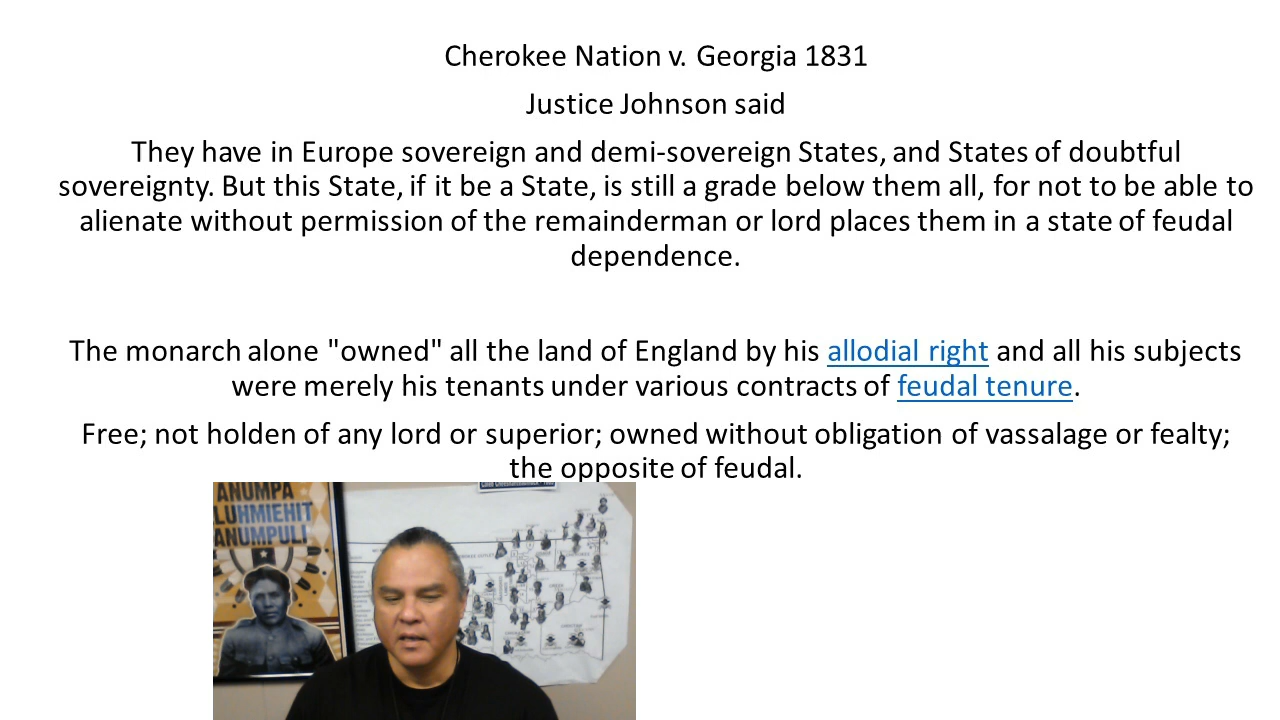 Cherokee Nation v. Georgia 1831
Justice Johnson said
They have in Europe sovereign and demi-sovereign States, and States of doubtful
sovereignty. But this State, if it be a State, is still a grade below them all, for not to be able to
alienate without permission of the remainderman or lord places them in a state of feudal
dependence.
The monarch alone "owned" all the land of England by his allodial right and all his subjects
were merely his tenants under various contracts of feudal tenure.
Free; not holden of any lord or superior; owned without obligation of vassalage or fealty;
the opposite of feudal.
ANUMPA
LUHMIEHIT
ANUMPULI